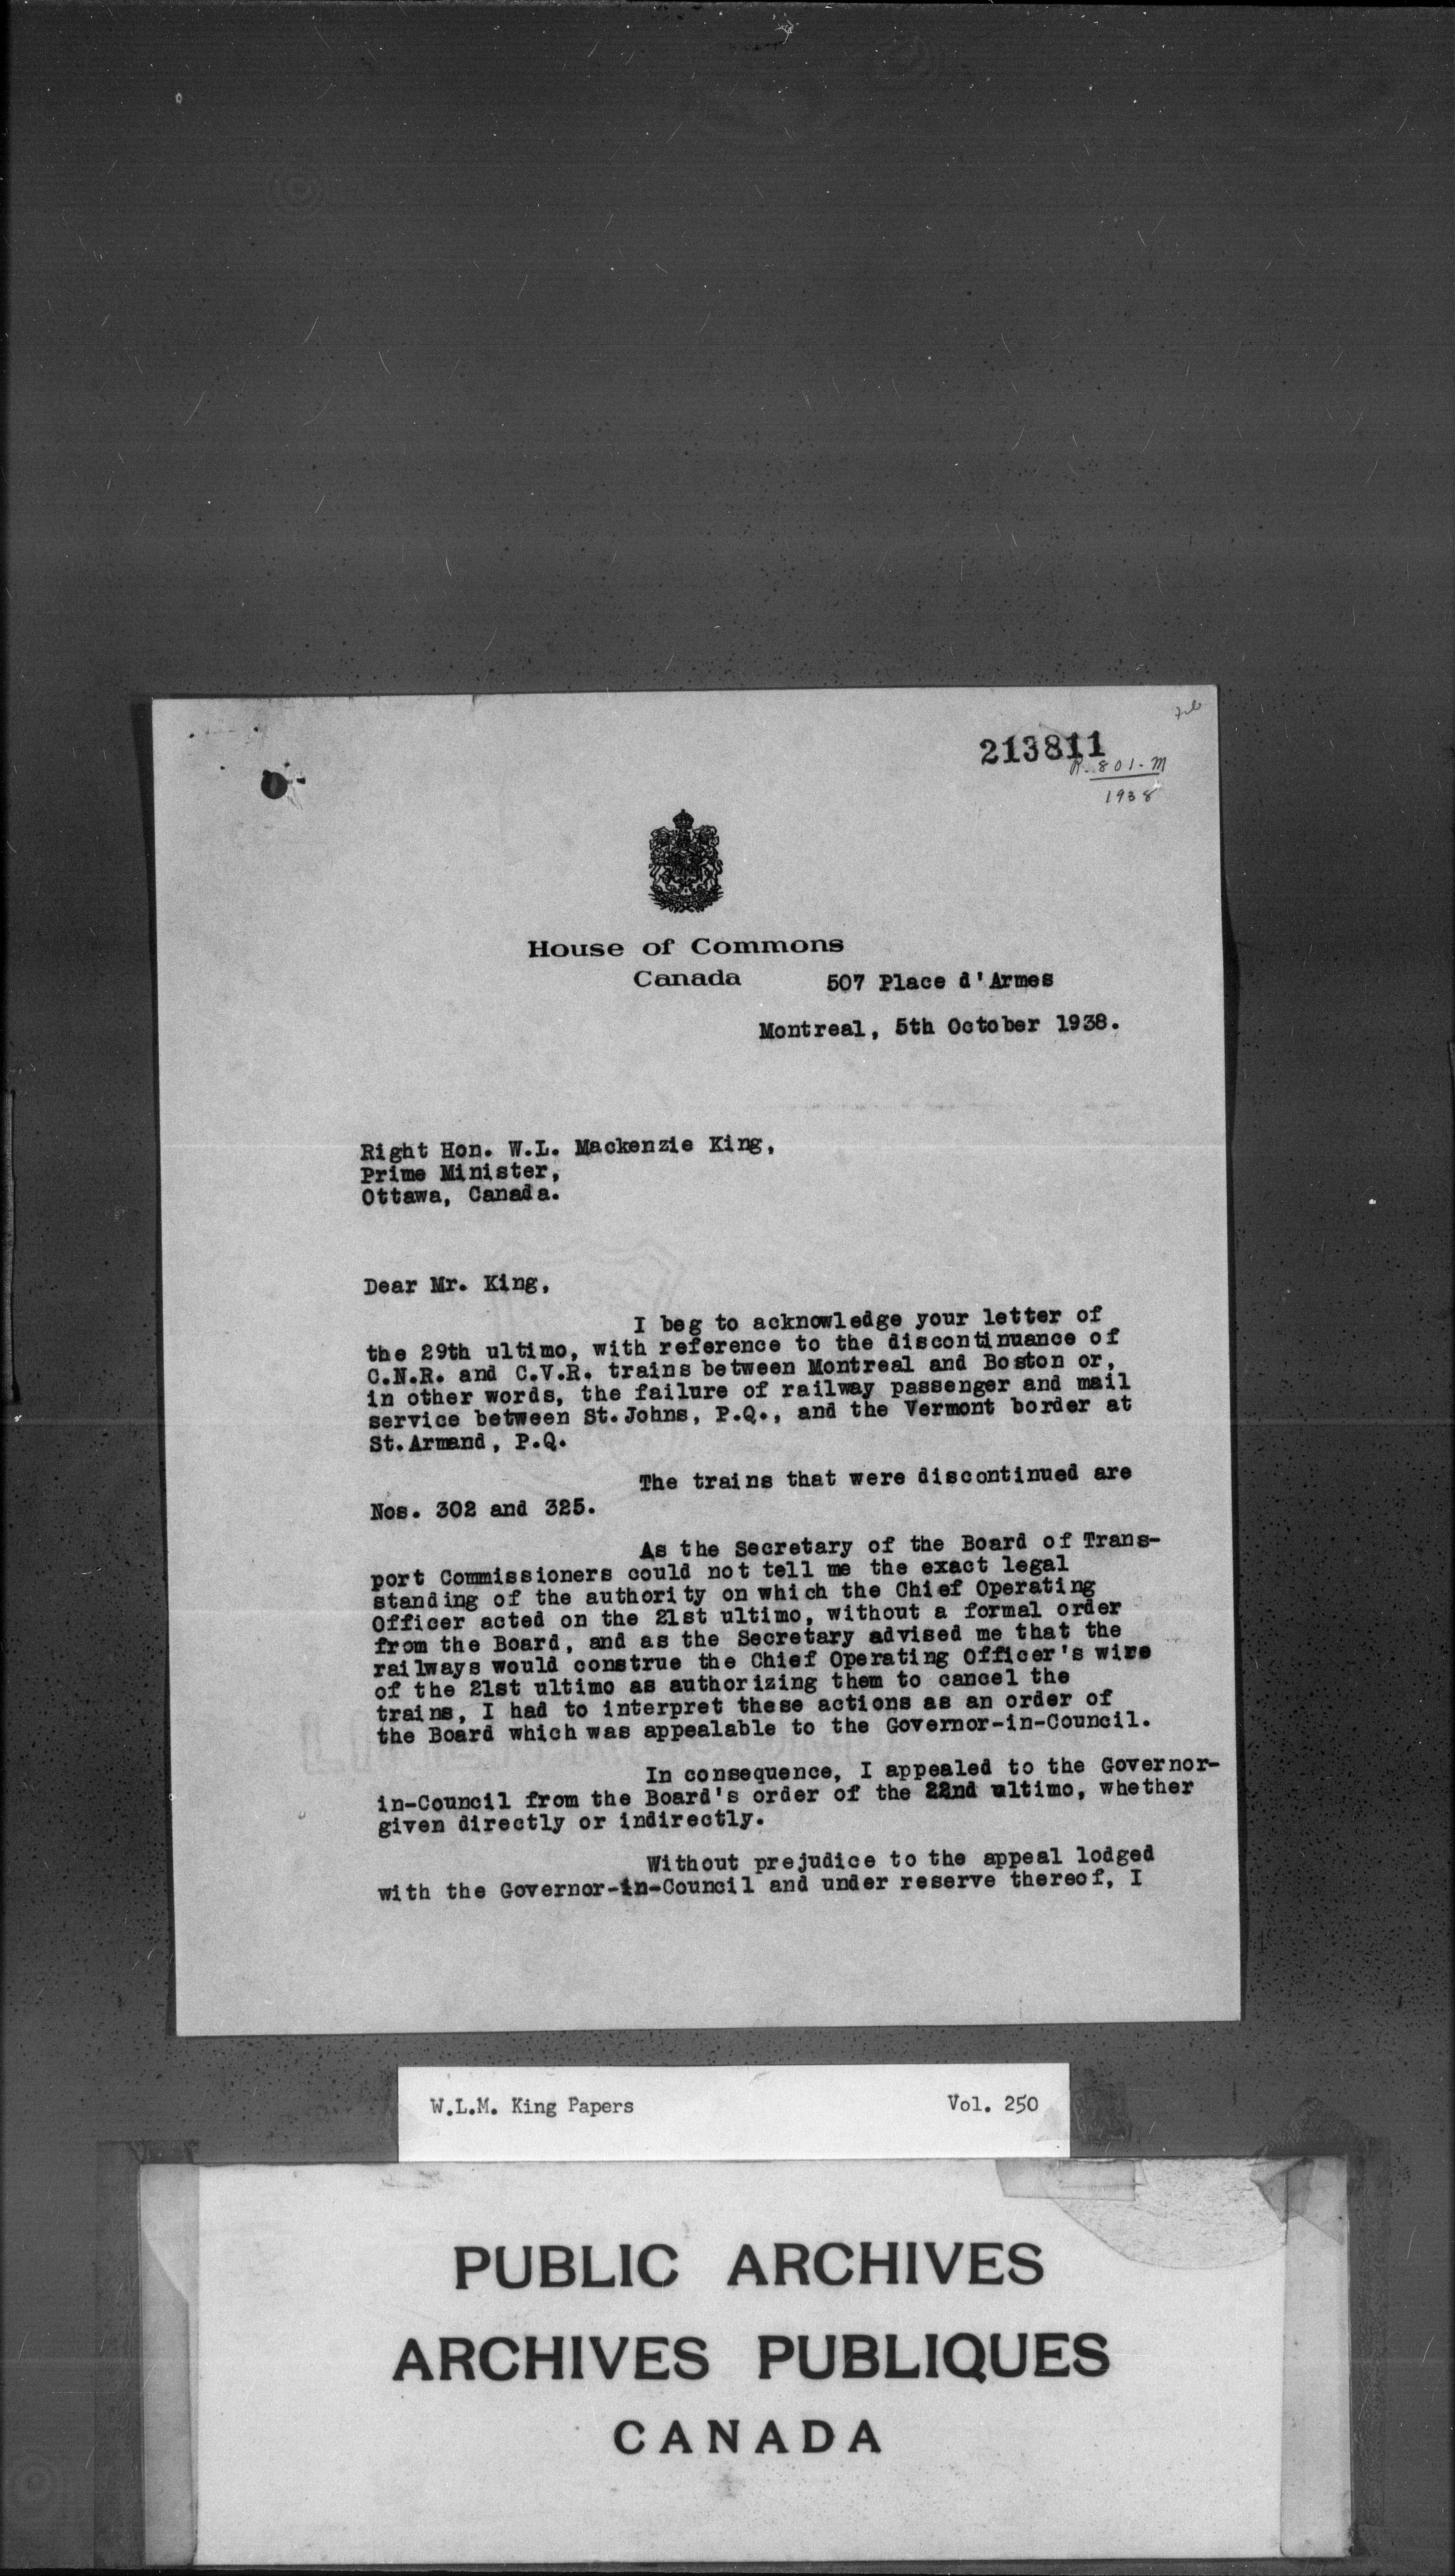 213811
R-801-M
1938
House of Commons
Canada
507 Place d'Armes
Montreal, 5th October 1938.
Right Hon. W.L. Mackenzie King,
Prime Minister,
Ottawa, Canada.
Dear Mr. King,
I beg to acknowledge your letter of
the 29th ultimo, with reference to the discontinuance of
C.N.R. and C.V.R. trains between Montreal and Boston or,
in other words, the failure of railway passenger and mail
service between St.Johns, P.Q., and the Vermont border at
St.Armand, P.Q.
The trains that were discontinued are
Nos. 302 and 325.
As the Secretary of the Board of Trans-
port Commissioners could not tell me the exact legal
standing of the authority on which the Chief Operating
Officer acted on the 21st ultimo, without a formal order
from the Board, and as the Secretary advised me that the
railways would construe the Chief Operating Officer's wire
of the 21st ultimo as authorizing them to cancel the
trains, I had to interpret these actions as an order of
the Board which was appealable to the Governor-in-Council.
In consequence, I appealed to the Governor-
in-Council from the Board's order of the 22nd ultimo, whether
given directly or indirectly.
Without prejudice to the appeal lodged
with the Governor-in-Council and under reserve thereof, I
W.L.M. King Papers Vol. 250
PUBLIC ARCHIVES
ARCHIVES PUBLIQUES
CANADA